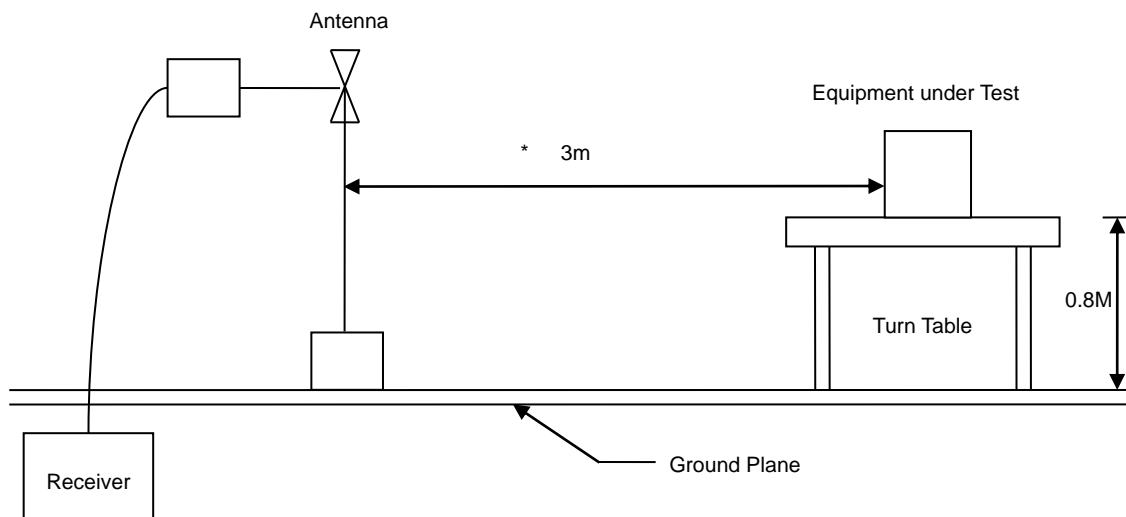 Antenna
Equipment under Test
* 3m
0.8M
Turn Table
Ground Plane
Receiver